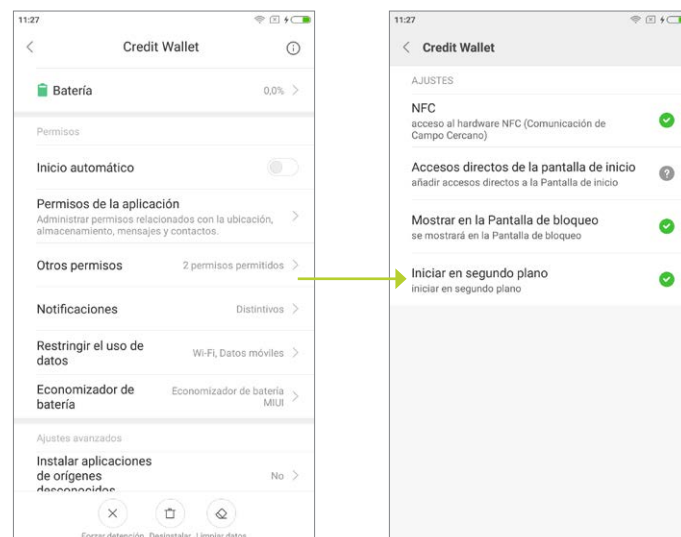 11:27
Credit Wallet
Batería
0,0%
Permisos
Inicio automático
Permisos de la aplicación
Administrar permisos relacionados con la ubicación,
almacenamiento, mensajes y contactos.
Otros permisos
2 permisos permitidos
Notificaciones
Distintivos
Restringir el uso de
datos
Wi-Fi, Datos móviles
Economizador de
batería
Economizador de batería
MIUI
Ajustes avanzados
Instalar aplicaciones
de orígenes
desconocidos
No
Forzar detención Desinstalar Limpiar datos
11:27
Credit Wallet
AJUSTES
NFC
acceso al hardware NFC (Comunicación de
Campo Cercano)
Accesos directos de la pantalla de inicio
añadir accesos directos a la Pantalla de inicio
Mostrar en la Pantalla de bloqueo
se mostrará en la Pantalla de bloqueo
Iniciar en segundo plano
iniciar en segundo plano